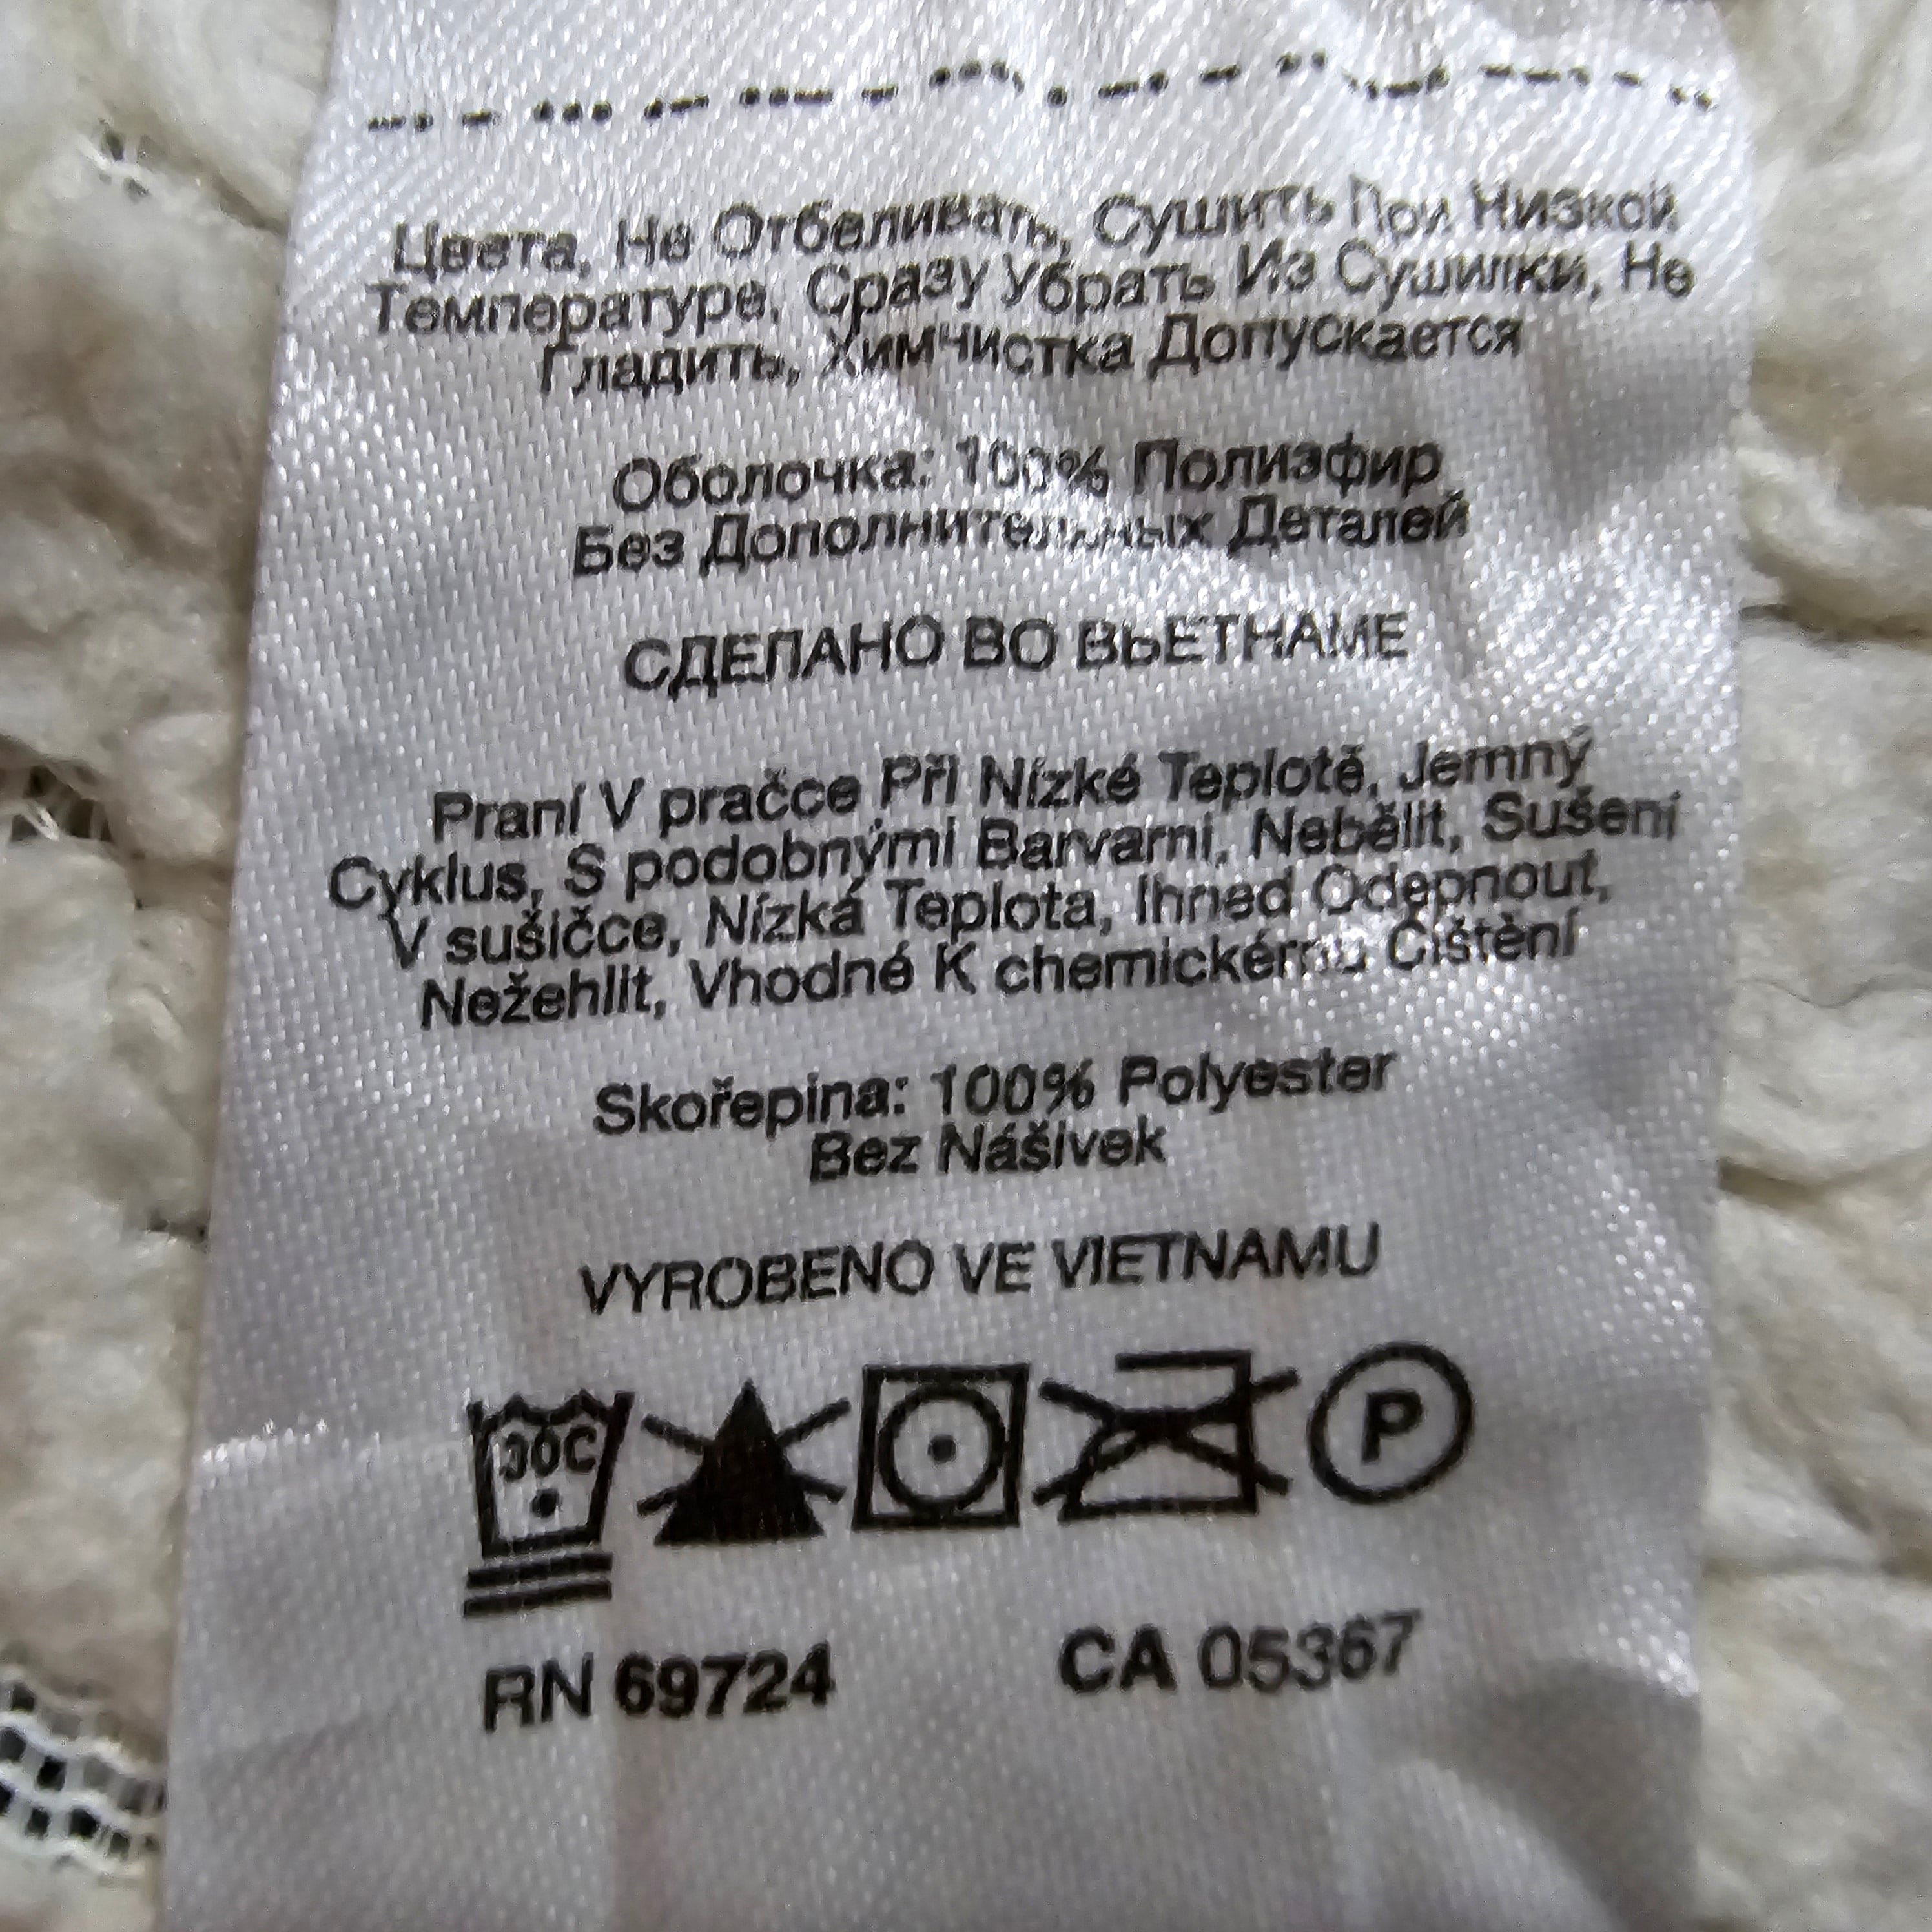 Цвета, Не Отбеливать, Сушить При Низкой
Температуре, Сразу Убрать Из Сушилки, Не
Гладить, Химчистка Допускается
Оболочка: 100% Полиэфир
Без Дополнительных Деталей
СДЕЛАНО ВО ВЬЕТНАМЕ
Praní V pračce Při Nízké Teplotě, Jemný
Cyklus, S podobnými Barvami, Nebělit, Sušení
V sušičce, Nízká Teplota, Ihned Odepnout,
Nežehlit, Vhodné K chemickému Čištění
Skořepina: 100% Polyester
Bez Nášivek
VYROBENO VE VIETNAMU
30C P
RN 69724 CA 05367